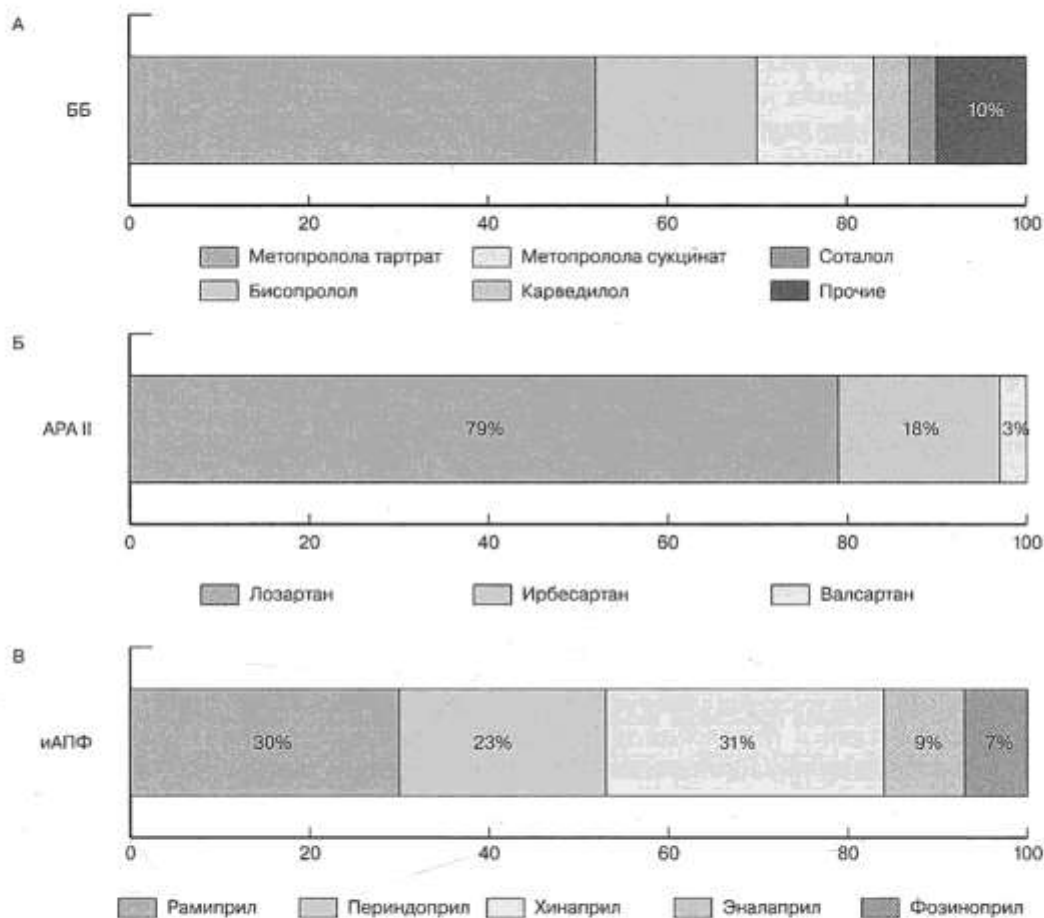 А
ББ
10%
0 20 40 60 80 100
Метопролола тартрат Метопролола сукцинат Соталол
Бисопролол Карведилол Прочие
Б
АРА II
79% 18% 3%
0 20 40 60 80 100
Лозартан Ирбесартан Валсартан
В
иАПФ
30% 23% 31% 9% 7%
0 20 40 60 80 100
Рамиприл Периндоприл Хинаприл Эналаприл Фозиноприл